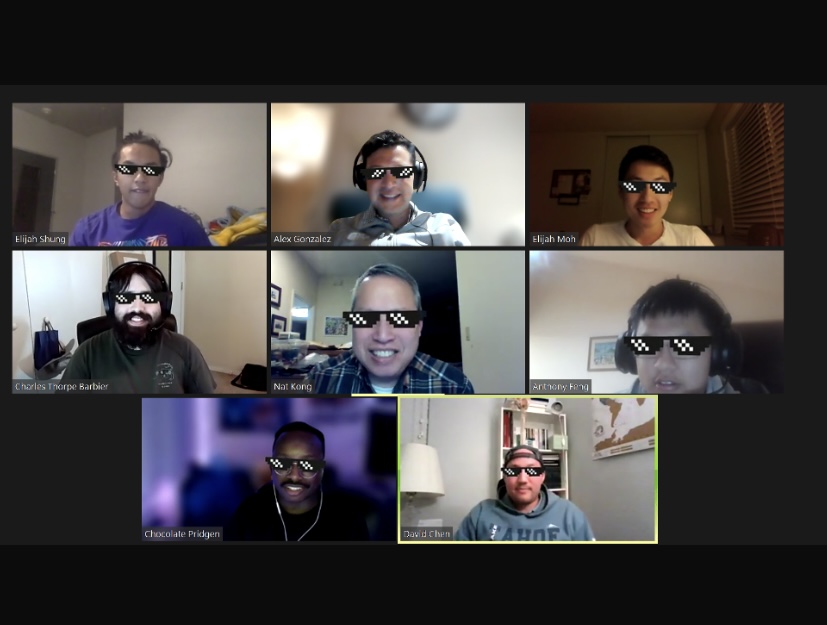 Elijah Shung
Alex Gonzalez
Elijah Moh
Charles Thorpe Barbier
Nat Kong
Anthony Feng
Chocolate Pridgen
David Chen